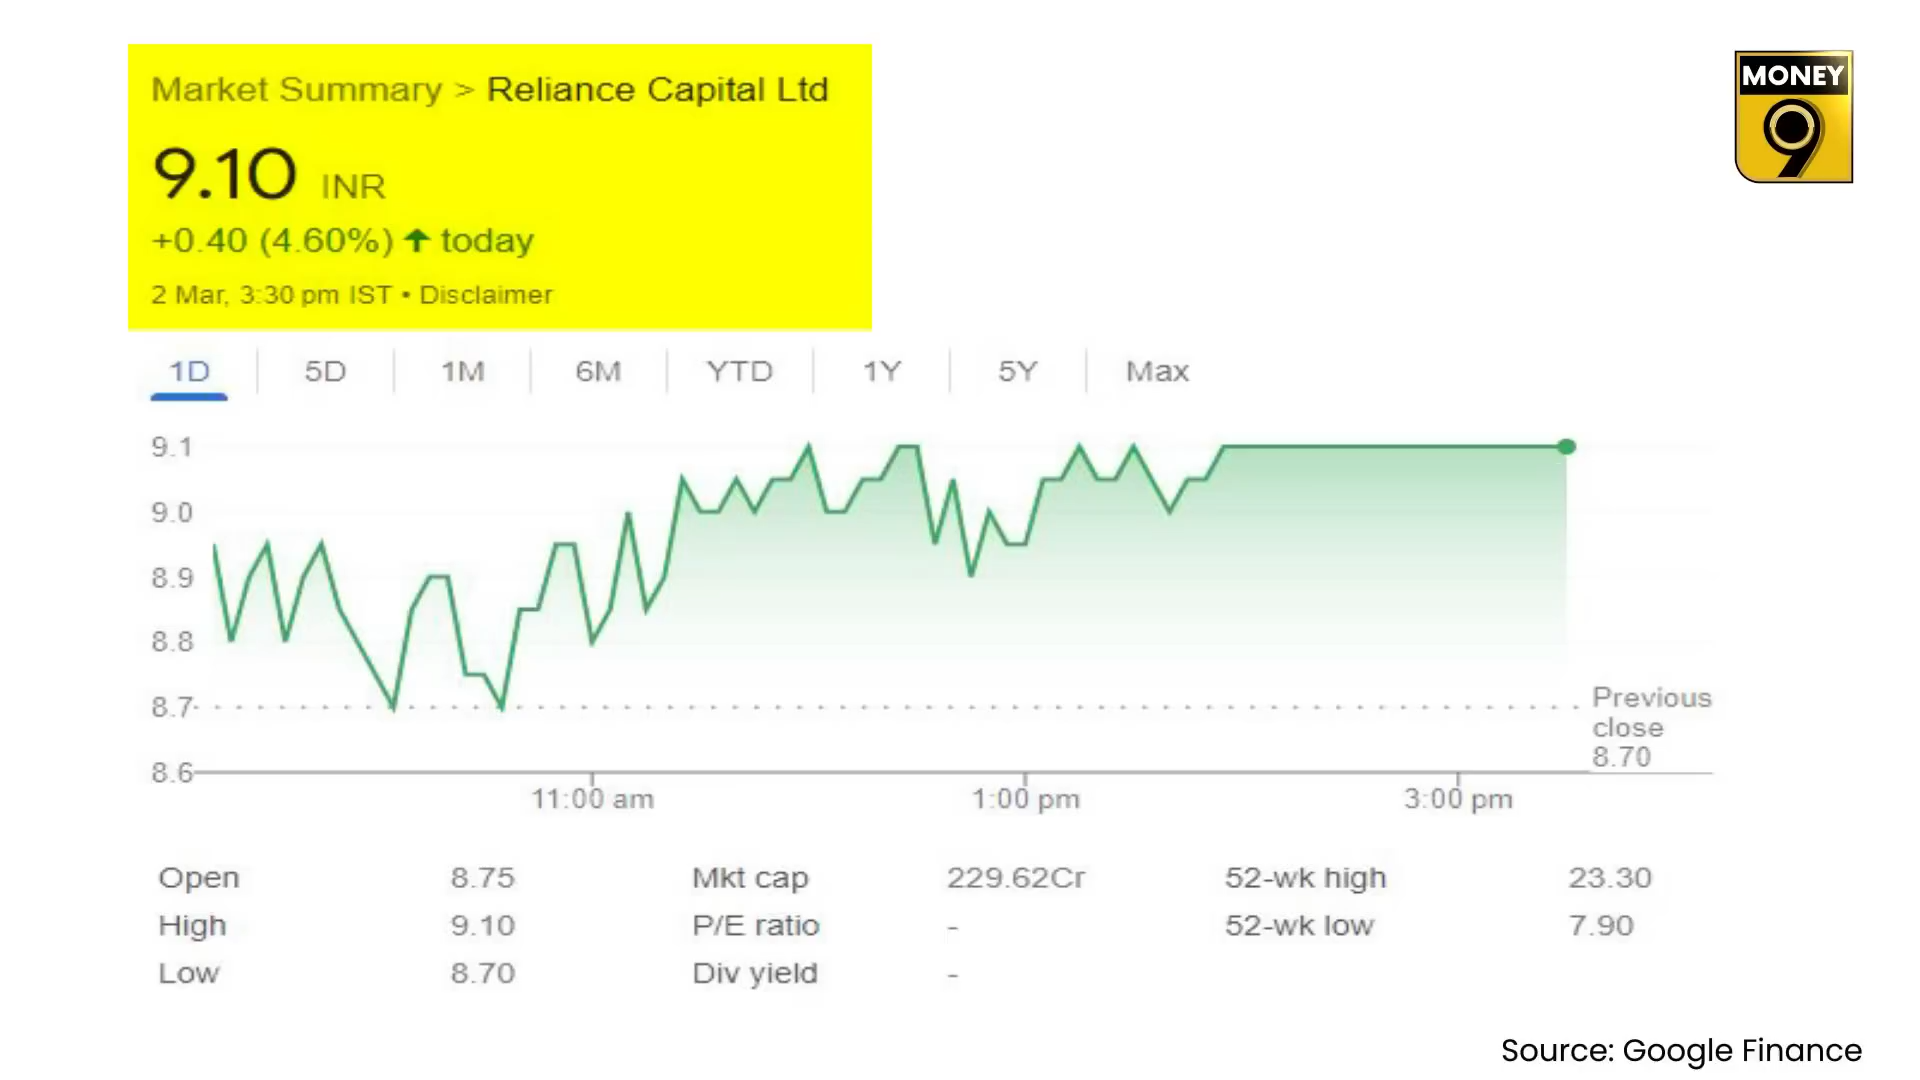 Market Summary > Reliance Capital Ltd
9.10 INR
+0.40 (4.60%) ↑ today
2 Mar, 3:30 pm IST • Disclaimer
MONEY
9
1D 5D 1M 6M YTD 1Y 5Y Max
9.1
9.0
8.9
8.8
8.7
8.6
Previous
close
8.70
11:00 am 1:00 pm 3:00 pm
Open 8.75 Mkt cap 229.62Cr 52-wk high 23.30
High 9.10 P/E ratio - 52-wk low 7.90
Low 8.70 Div yield -
Source: Google Finance